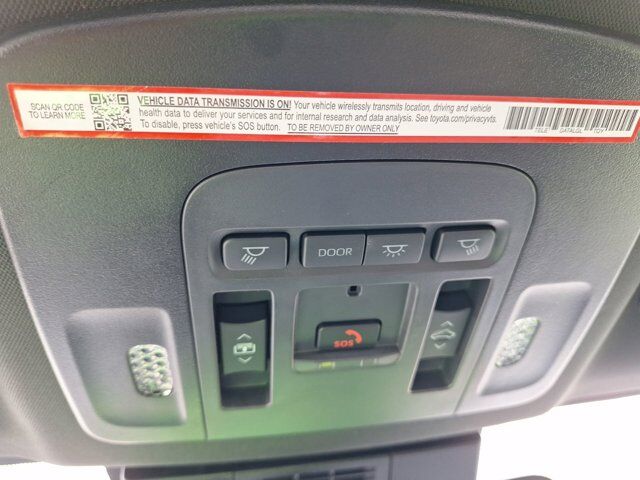 SCAN QR CODE
TO LEARN MORE
VEHICLE DATA TRANSMISSION IS ON! Your vehicle wirelessly transmits location, driving and vehicle
health data to deliver your services and for internal research and data analysis. See toyota.com/privacyvts.
To disable, press vehicle's SOS button. TO BE REMOVED BY OWNER ONLY
DOOR
SOS